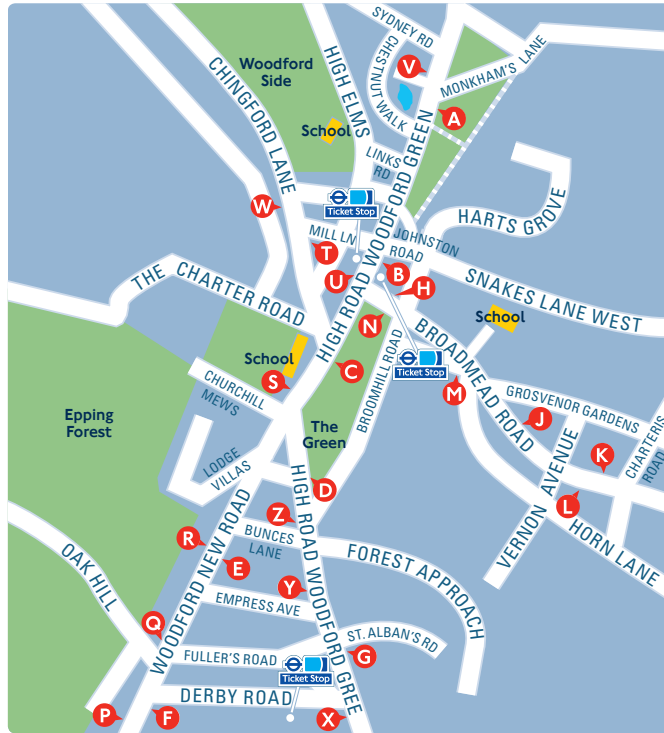 SYDNEY RD
CHESTNUT WALK
V
MONKHAM'S LANE
A
Woodford
Side
CHINGFORD LANE
HIGH ELMS
School
LINKS
RD
HIGH ROAD WOODFORD GREEN
W
Ticket Stop
HARTS GROVE
MILL LN
JOHNSTON
ROAD
T
U
B
H
SNAKES LANE WEST
THE CHARTER ROAD
School
N
BROADMEAD ROAD
School
C
Ticket Stop
S
M
CHURCHILL
MEWS
BROOMHILL ROAD
GROSVENOR GARDENS
Epping
Forest
The
Green
J
K
CHARTERIS
ROAD
LODGE
VILLAS
VERNON AVENUE
L
HORN LANE
D
HIGH ROAD WOODFORD GREE
Z
WOODFORD NEW ROAD
R
BUNCES
LANE
FOREST APPROACH
E
OAK HILL
Y
EMPRESS AVE
Q
ST. ALBAN'S RD
FULLER'S ROAD
G
Ticket Stop
DERBY ROAD
P
F
X